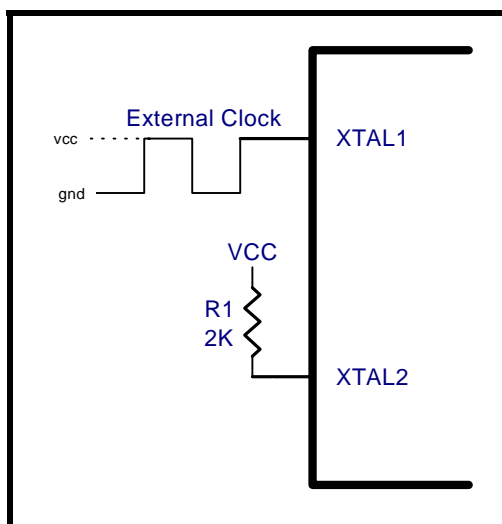 External Clock
vcc
XTAL1
gnd
VCC
R1
2K
XTAL2